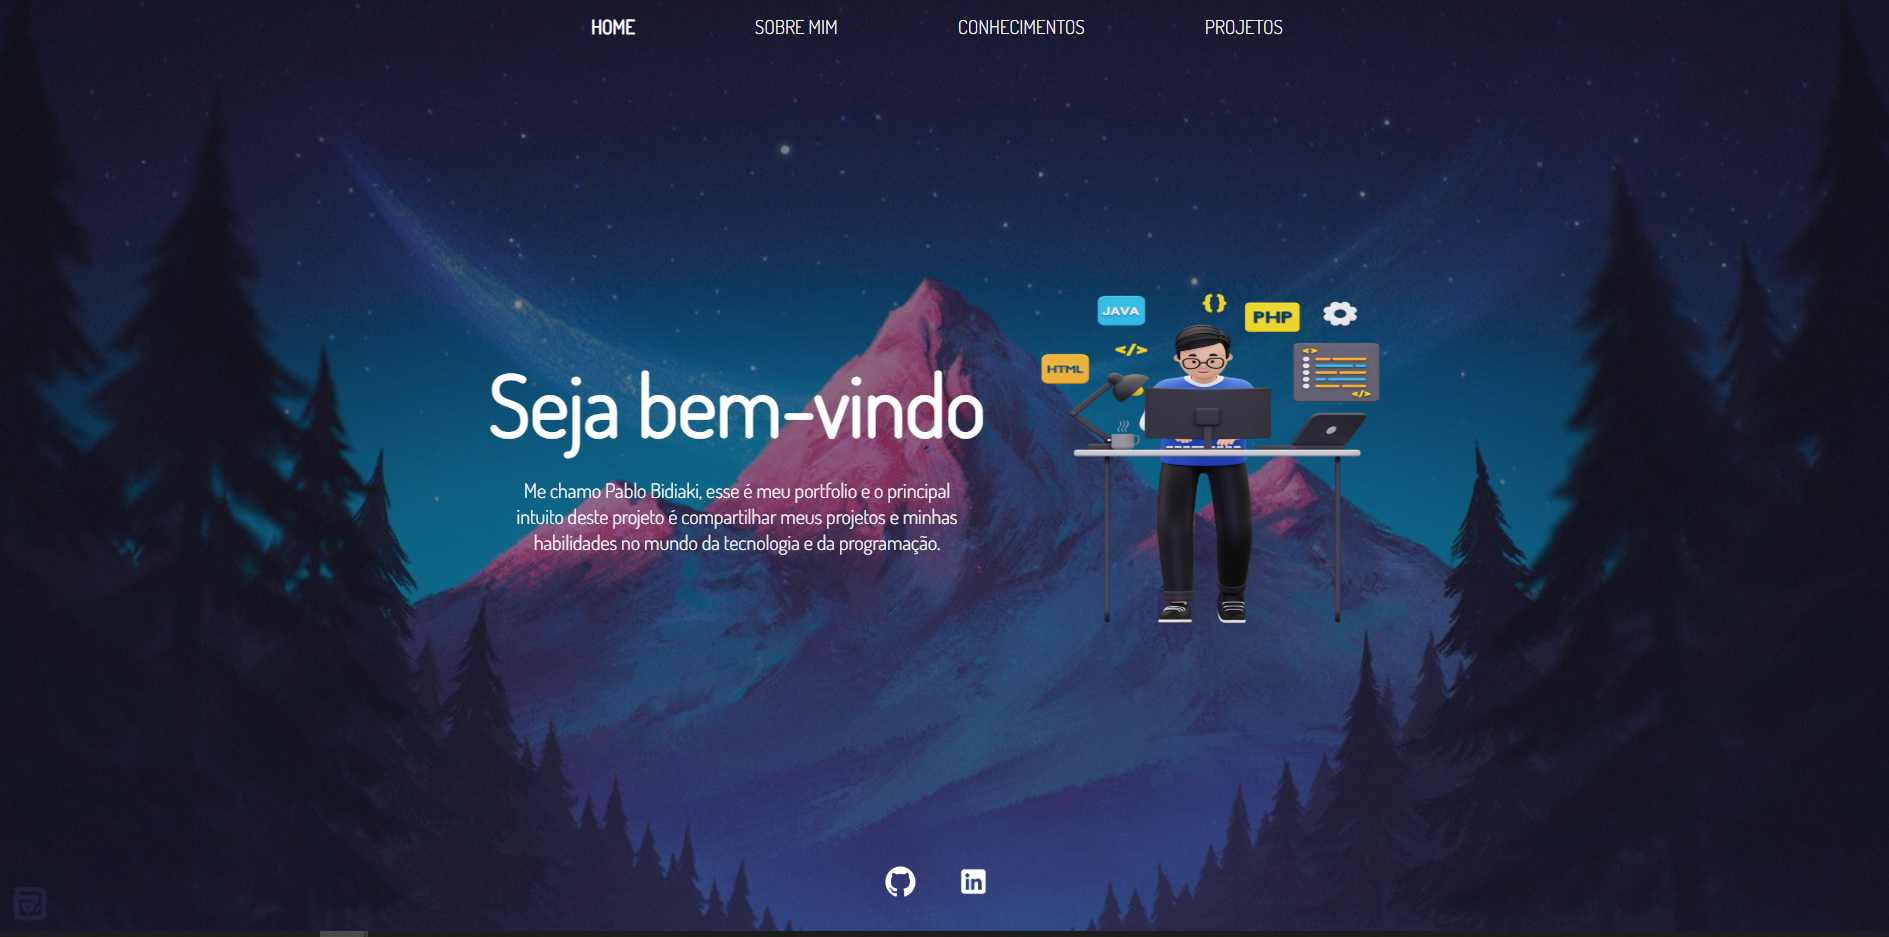 HOME SOBRE MIM CONHECIMENTOS PROJETOS
JAVA
{}
PHP
</>
HTML
<>
</>
Seja bem-vindo
Me chamo Pablo Bidiaki, esse é meu portfolio e o principal
intuito deste projeto é compartilhar meus projetos e minhas
habilidades no mundo da tecnologia e da programação.
in